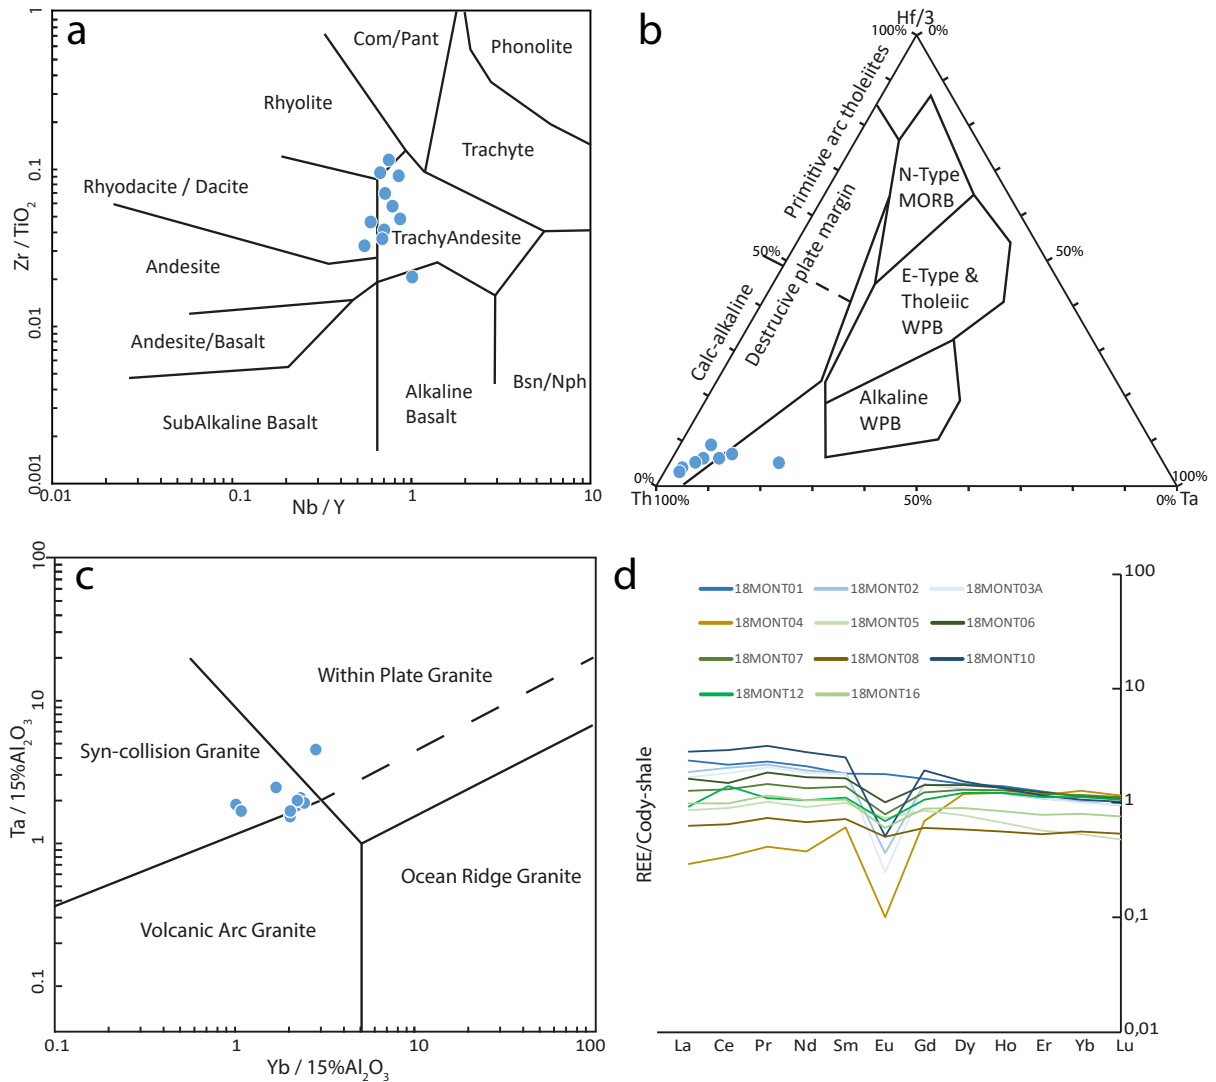 a
1
0.1
0.01
0.001
Zr / TiO2
Com/Pant
Phonolite
Rhyolite
Trachyte
Rhyodacite / Dacite
TrachyAndesite
Andesite
Andesite/Basalt
Alkaline
Basalt
Bsn/Nph
SubAlkaline Basalt
0.01
0.1
1
10
Nb / Y
b
Hf/3
100%
0%
Primitive arc tholeiites
N-Type
MORB
50%
50%
Destrucive plate margin
Calc-alkaline
E-Type &
Tholeiic
WPB
Alkaline
WPB
0%
100%
Th
100%
50%
0%
Ta
c
100
10
1
0.1
Ta / 15%Al2O3
Within Plate Granite
Syn-collision Granite
Ocean Ridge Granite
Volcanic Arc Granite
0.1
1
10
100
Yb / 15%Al2O3
d
18MONT01
18MONT02
18MONT03A
18MONT04
18MONT05
18MONT06
18MONT07
18MONT08
18MONT10
18MONT12
18MONT16
100
10
1
0,1
0,01
REE/Cody-shale
La Ce Pr Nd Sm Eu Gd Dy Ho Er Yb Lu